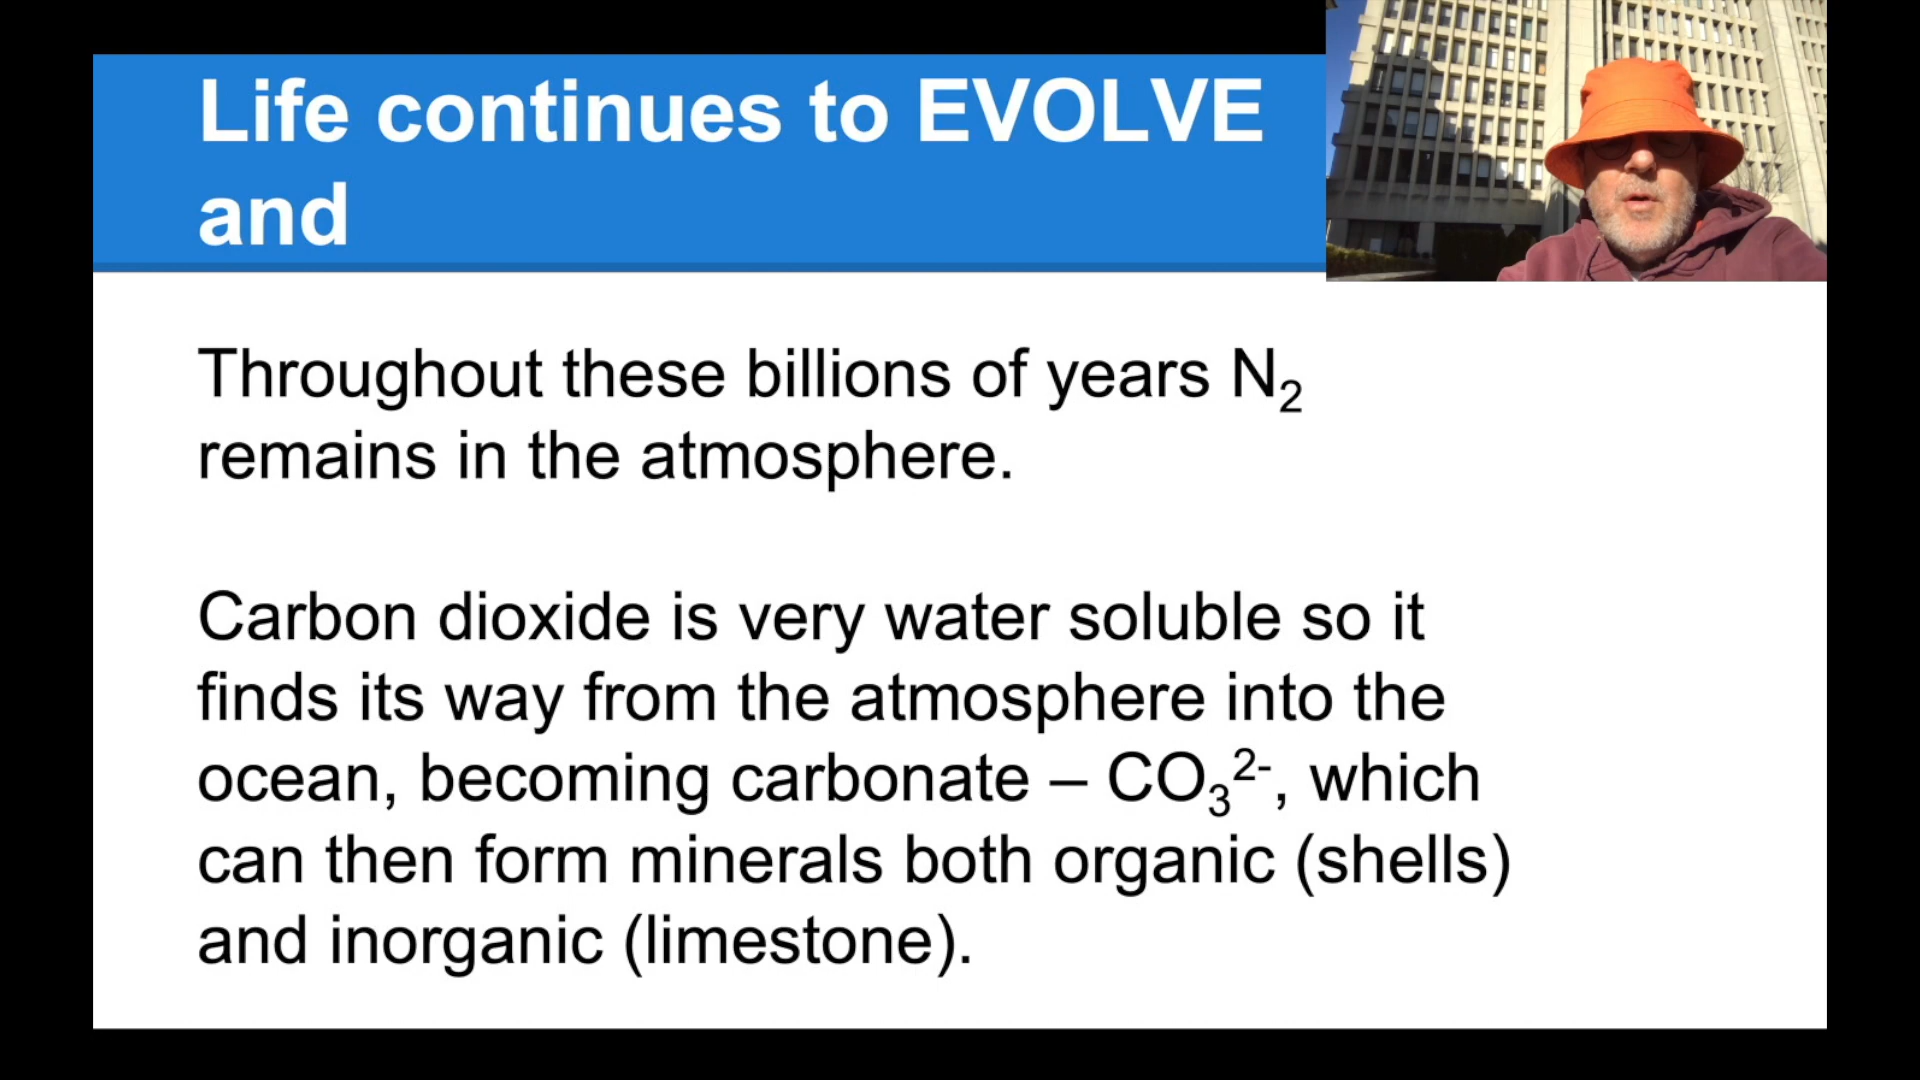 Life continues to EVOLVE
and
Throughout these billions of years N₂
remains in the atmosphere.
Carbon dioxide is very water soluble so it
finds its way from the atmosphere into the
ocean, becoming carbonate – CO₃²⁻, which
can then form minerals both organic (shells)
and inorganic (limestone).